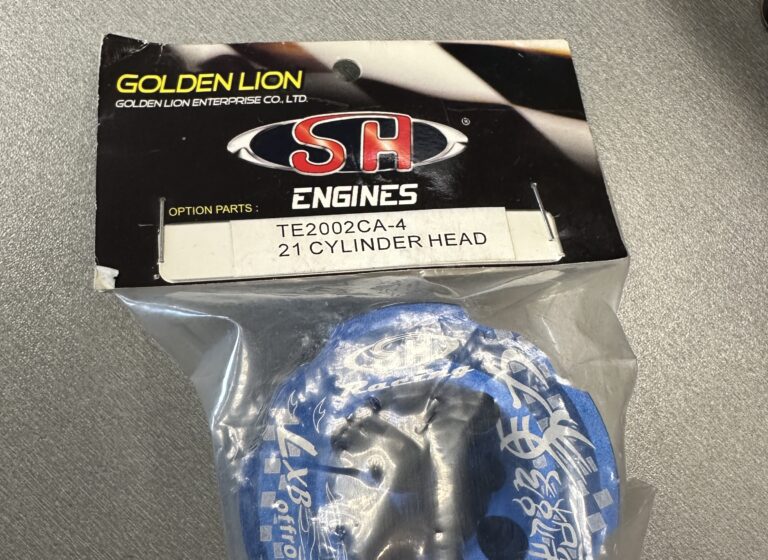 GOLDEN LION
GOLDEN LION ENTERPRISE CO., LTD.
SH ®
ENGINES
OPTION PARTS :
TE2002CA-4
21 CYLINDER HEAD
SH
Racing